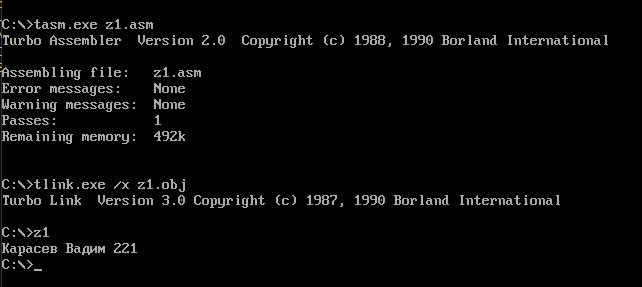 C:\>tasm.exe z1.asm
Turbo Assembler  Version 2.0  Copyright (c) 1988, 1990 Borland International
Assembling file:   z1.asm
Error messages:    None
Warning messages:  None
Passes:            1
Remaining memory:  492k
C:\>tlink.exe /x z1.obj
Turbo Link  Version 3.0 Copyright (c) 1987, 1990 Borland International
C:\>z1
Карасев Вадим 221
C:\>_